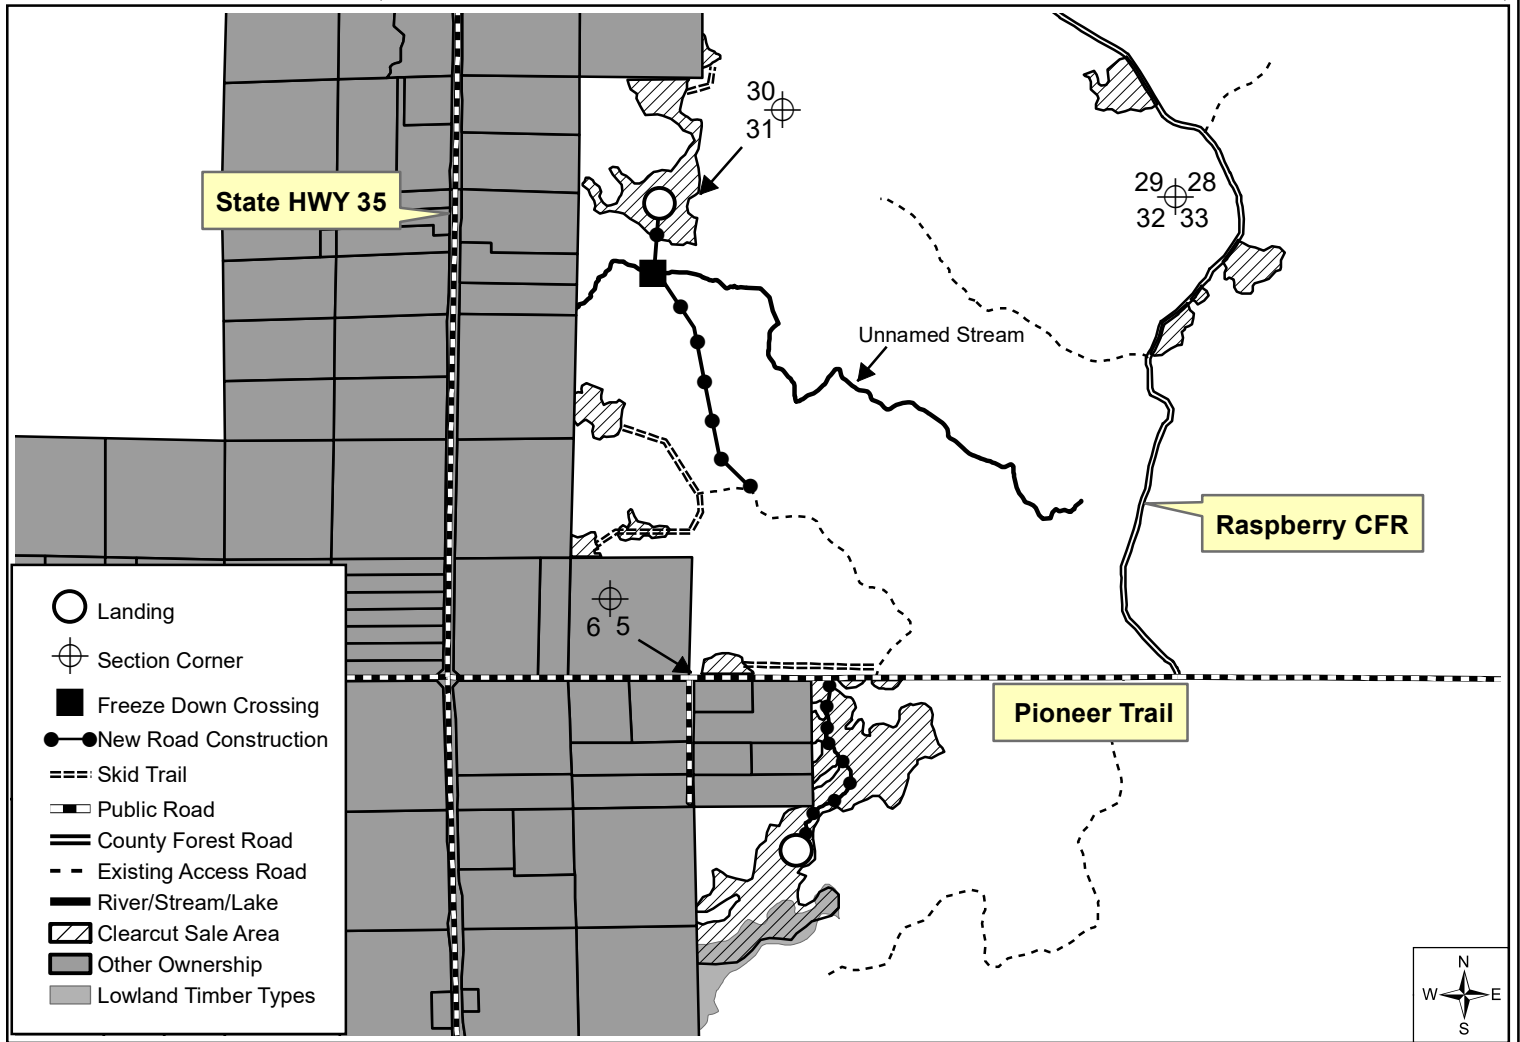 30
31
29 28
32 33
State HWY 35
Unnamed Stream
Raspberry CFR
6 5
Pioneer Trail
Landing
Section Corner
Freeze Down Crossing
New Road Construction
Skid Trail
Public Road
County Forest Road
Existing Access Road
River/Stream/Lake
Clearcut Sale Area
Other Ownership
Lowland Timber Types
N
W E
S